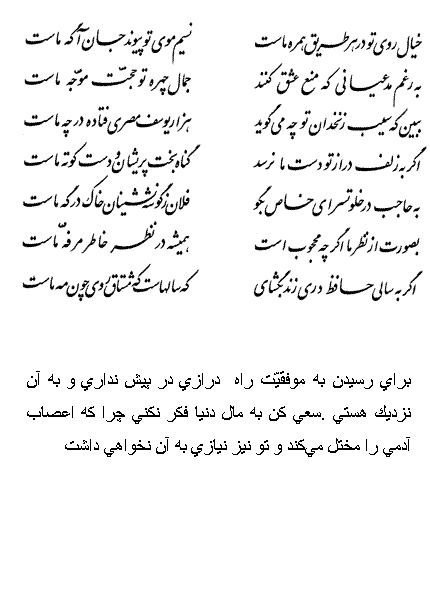 خیال روی تو در هر طریق همره ماست نسیم موی تو پیوند جان آگه ماست
به رغم مدعیانی که منع عشق کنند جمال چهره تو حجت موجّه ماست
ببین که سیب زنخدان تو چه می‌گوید هزار یوسف مصری فتاده در چه ماست
اگر به زلف دراز تو دست ما نرسد گناه بخت پریشان و دست کوته ماست
به حاجب در خلوتسرای خاص بگو فلان ز گوشه نشینان خاک درگه ماست
بصورت از نظر ما اگرچه محجوب است همیشه در نظر خاطر مرفّه ماست
اگر به سالی حافظ دری زند بگشای که سالهاست که مشتاق روی چون مه ماست
براي رسيدن به موفقيّت راه درازي در پيش نداري و به آن
نزديك هستي .سعي كن به مال دنيا فكر نكني چرا كه اعصاب
آدمي را مختل مي‌كند و تو نيز نيازي به آن نخواهي داشت